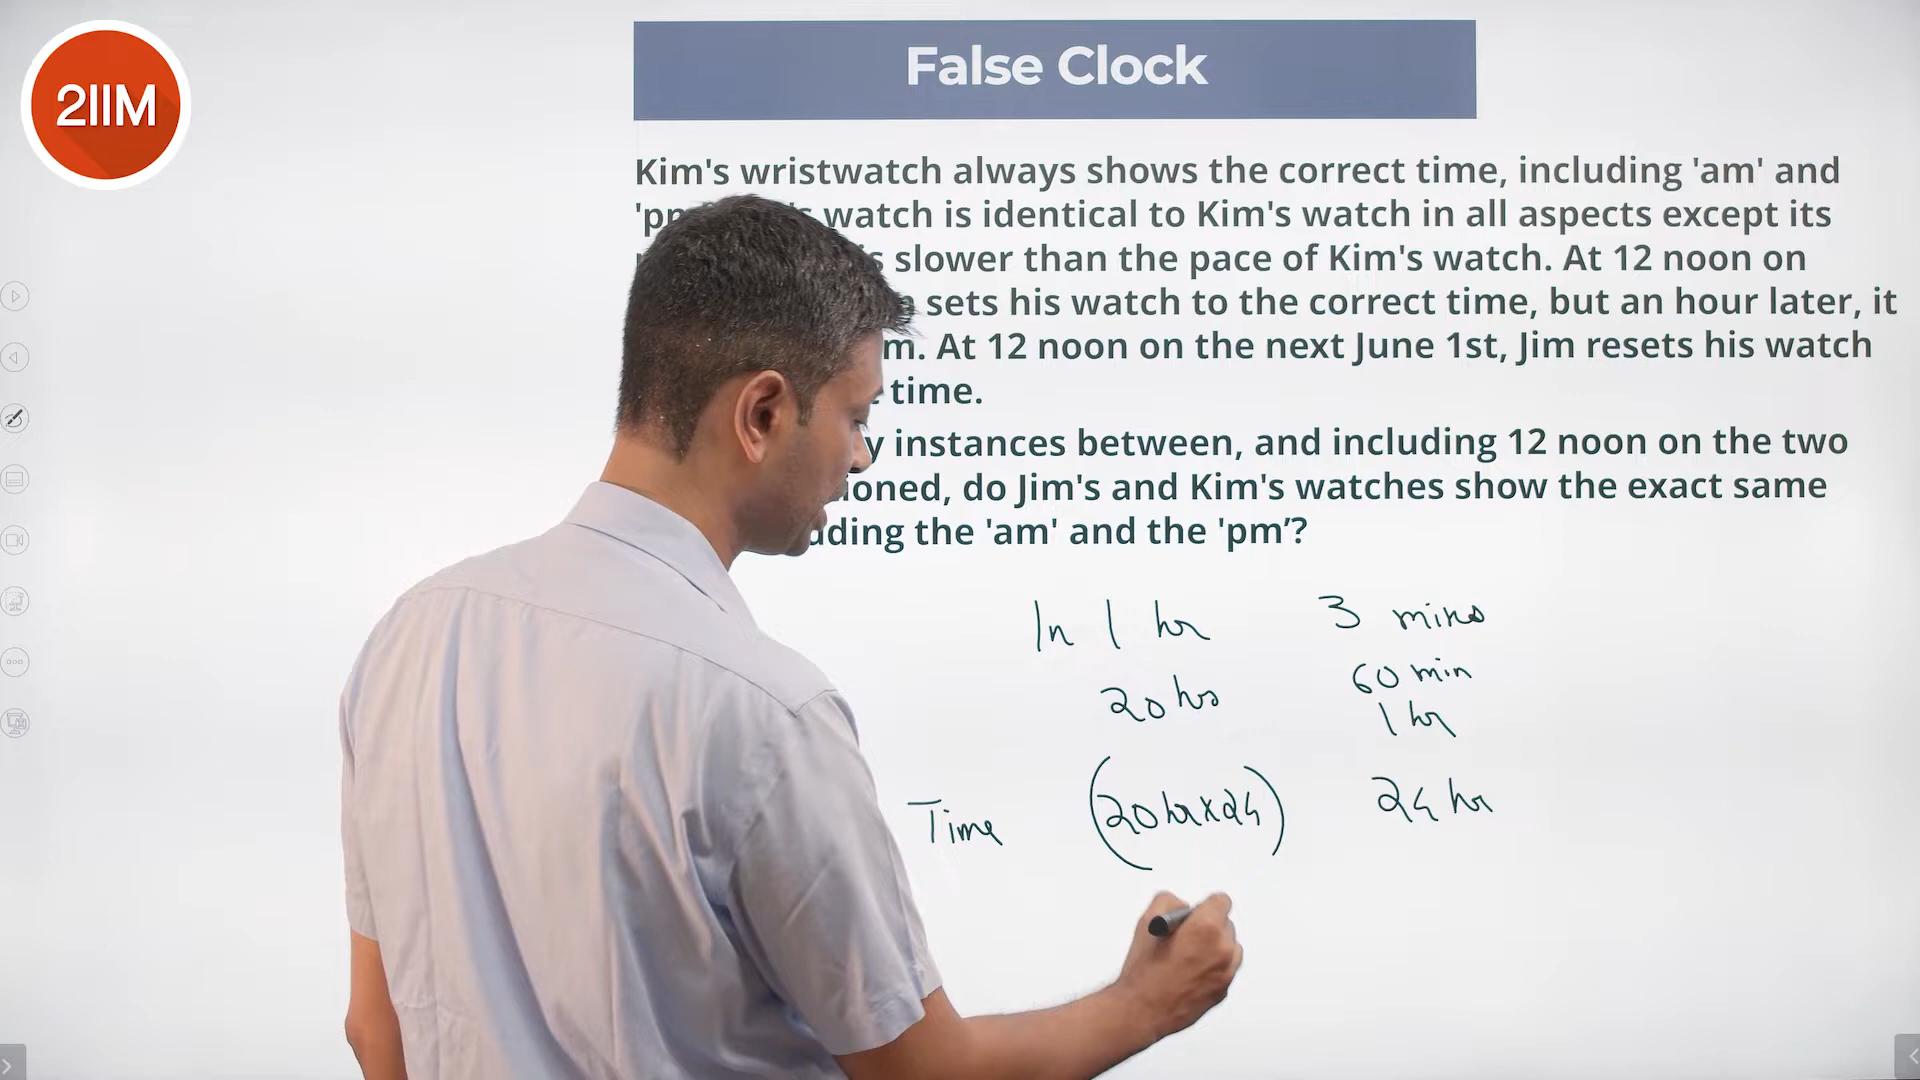 2IIM
False Clock
Kim's wristwatch always shows the correct time, including 'am' and
watch is identical to Kim's watch in all aspects except its
slower than the pace of Kim's watch. At 12 noon on
sets his watch to the correct time, but an hour later, it
At 12 noon on the next June 1st, Jim resets his watch
time.
instances between, and including 12 noon on the two
do Jim's and Kim's watches show the exact same
the 'am' and the 'pm'?
In 1 hr 3 mins
20 hrs 60 min
1 hr
Time (20 hr x 24) 24 hr